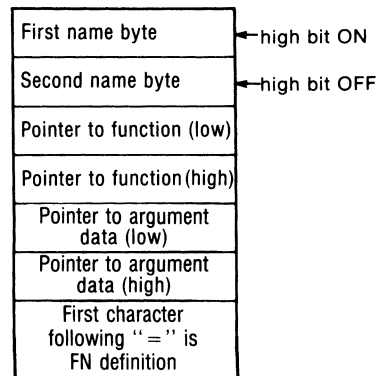 First name byte
high bit ON
Second name byte
high bit OFF
Pointer to function (low)
Pointer to function (high)
Pointer to argument
data (low)
Pointer to argument
data (high)
First character
following “=” is
FN definition